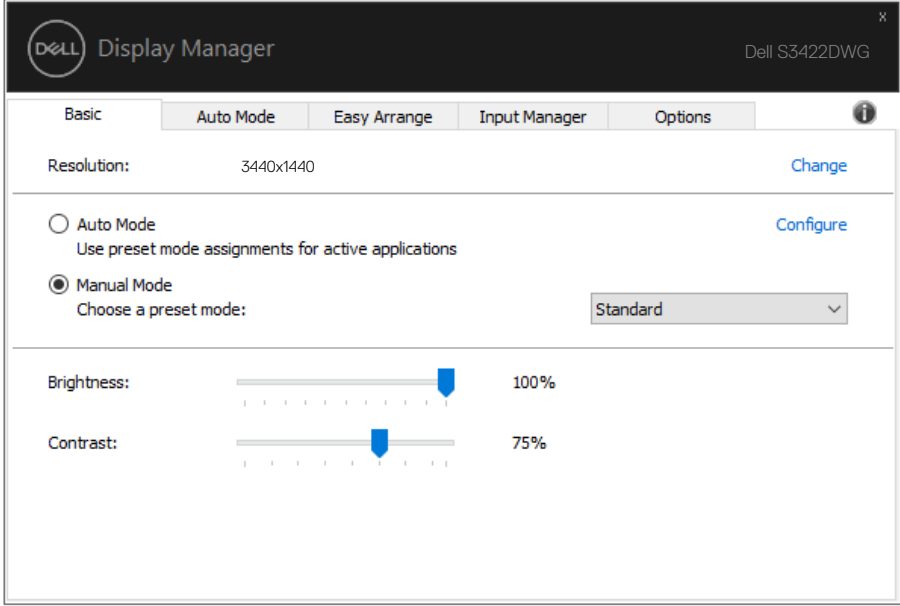 x
DELL Display Manager
Dell S3422DWG
Basic Auto Mode Easy Arrange Input Manager Options
Resolution: 3440x1440 Change
Auto Mode Configure
Use preset mode assignments for active applications
Manual Mode
Choose a preset mode: Standard
Brightness: 100%
Contrast: 75%